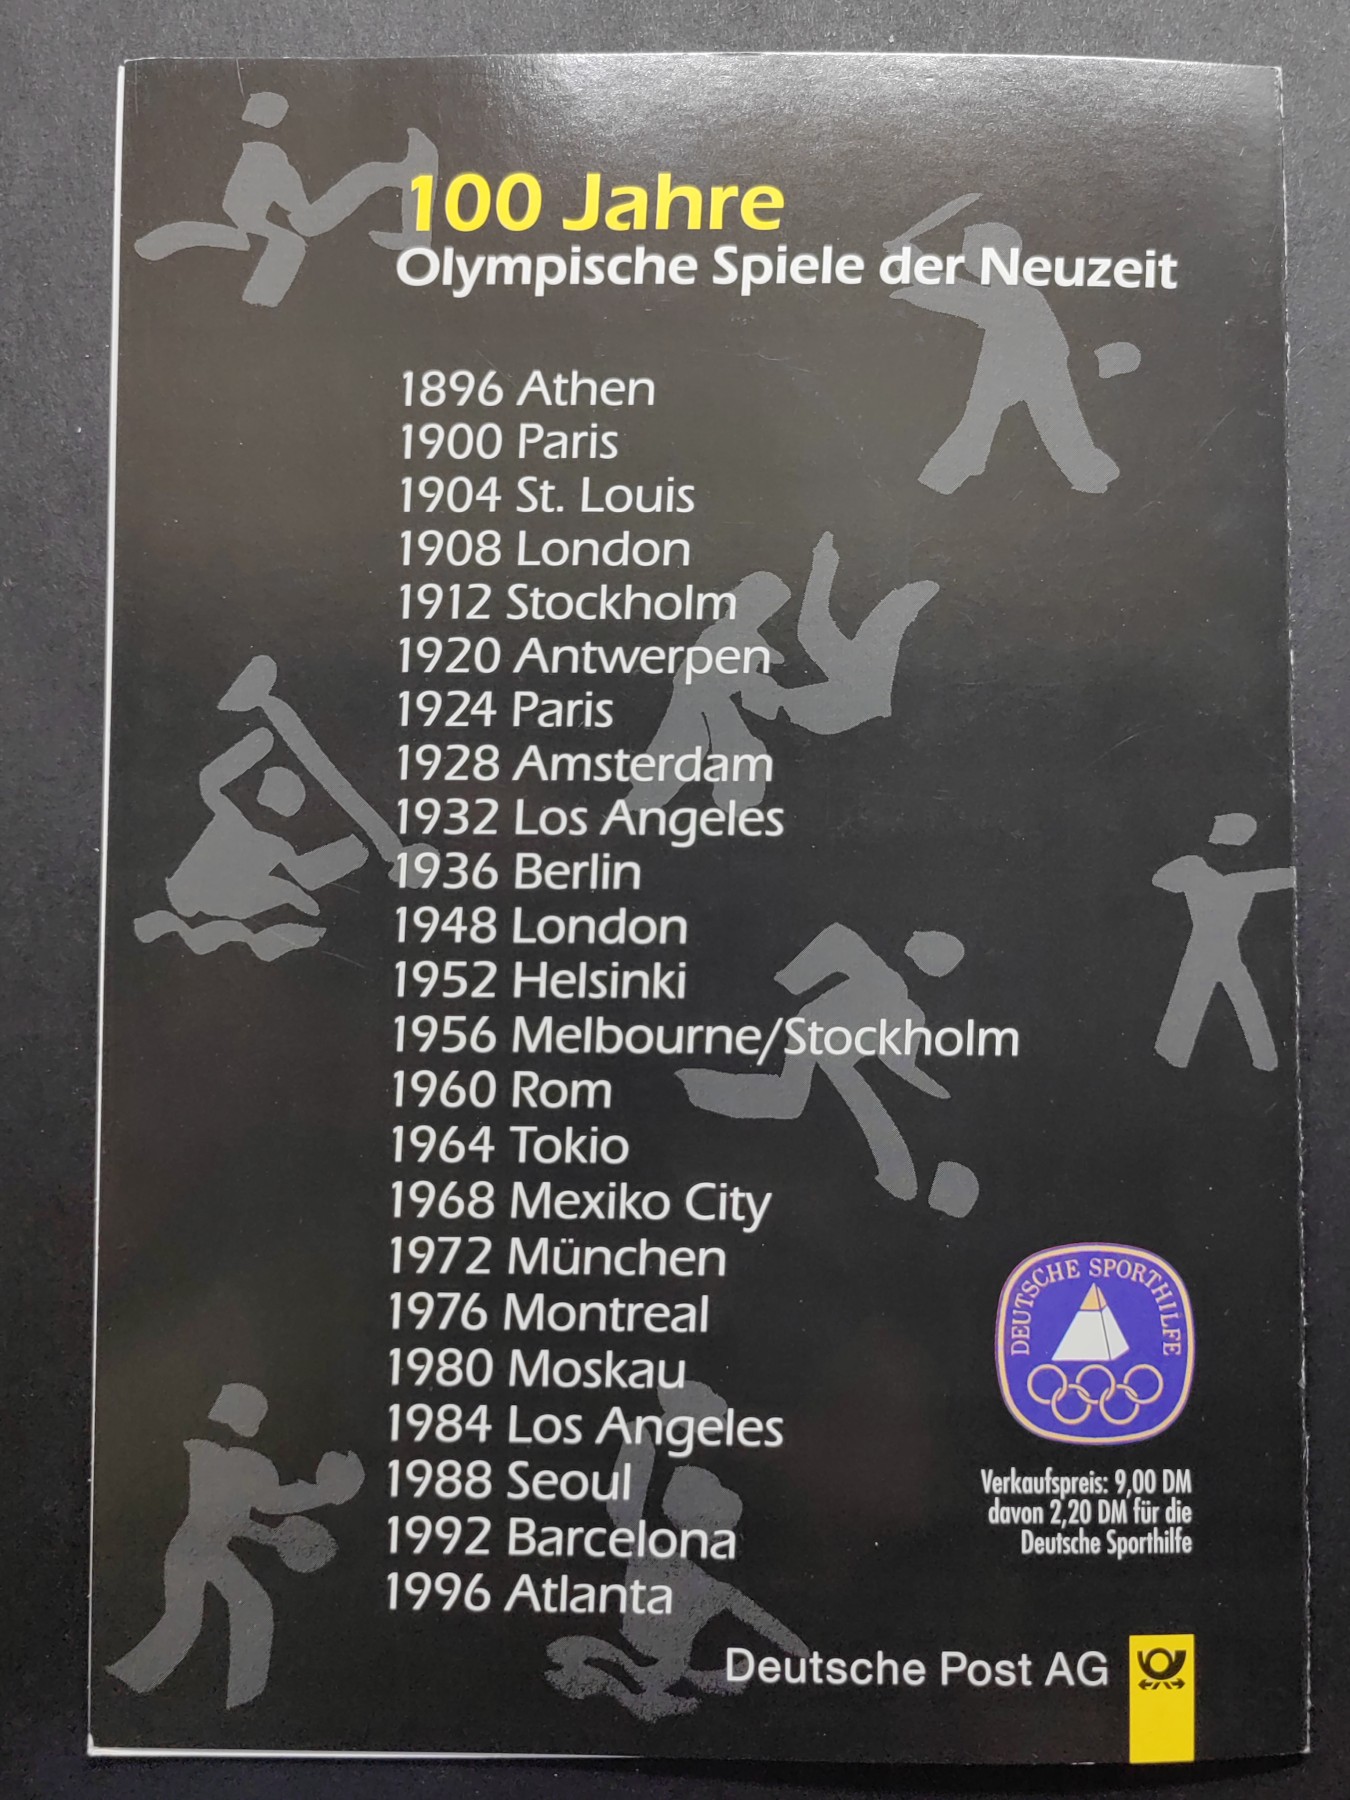 100 Jahre
Olympische Spiele der Neuzeit
1896 Athen
1900 Paris
1904 St. Louis
1908 London
1912 Stockholm
1920 Antwerpen
1924 Paris
1928 Amsterdam
1932 Los Angeles
1936 Berlin
1948 London
1952 Helsinki
1956 Melbourne/Stockholm
1960 Rom
1964 Tokio
1968 Mexiko City
1972 München
1976 Montreal
1980 Moskau
1984 Los Angeles
1988 Seoul
1992 Barcelona
1996 Atlanta
DEUTSCHE SPORTHILFE
Verkaufspreis: 9,00 DM
davon 2,20 DM für die
Deutsche Sporthilfe
Deutsche Post AG